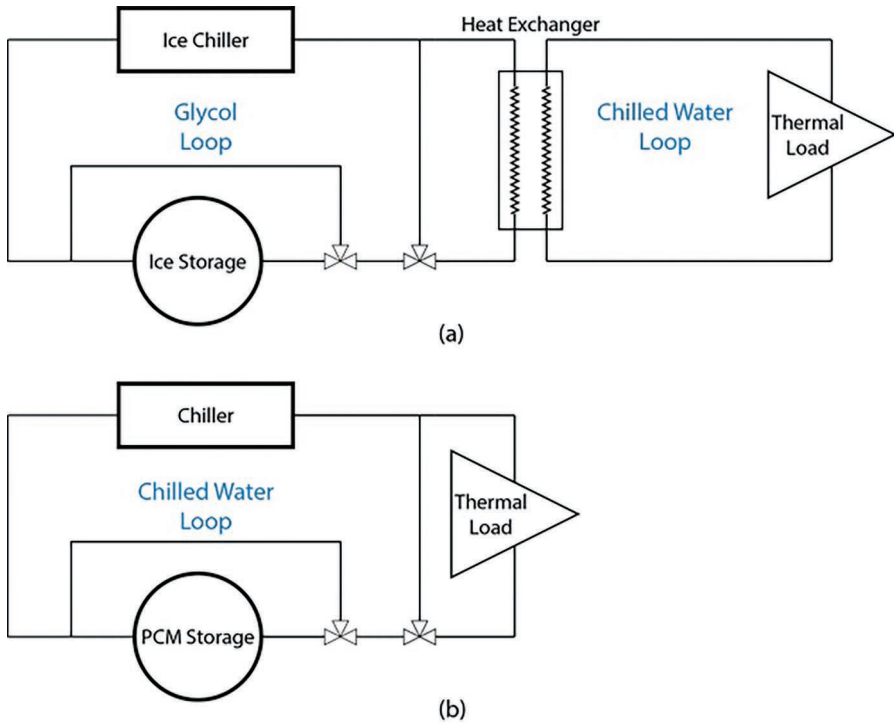 Ice Chiller
Heat Exchanger
Glycol
Loop
Chilled Water
Loop
Thermal
Load
Ice Storage
(a)
Chiller
Chilled Water
Loop
Thermal
Load
PCM Storage
(b)